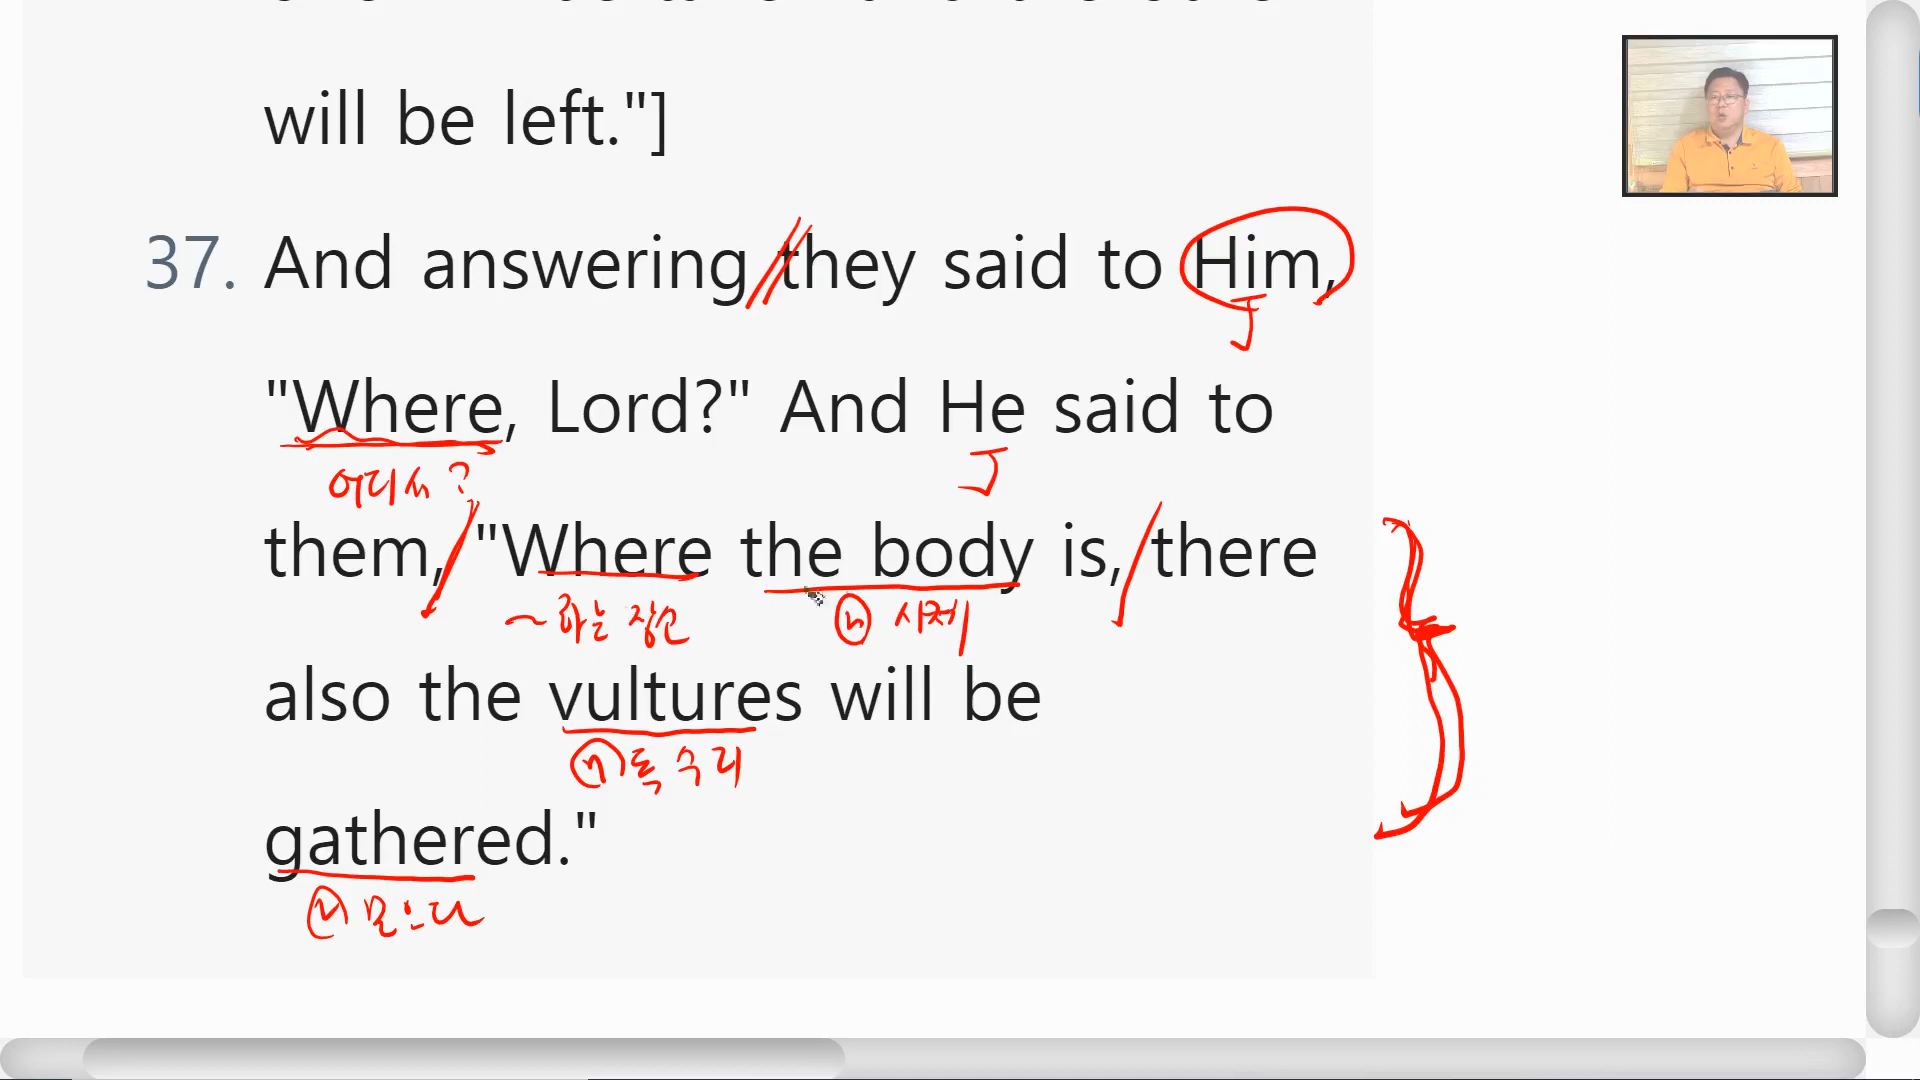 will be left."]
37. And answering they said to Him,
J
"Where, Lord?" And He said to
어디서? J
them, "Where the body is, there
~하는 장소 ⓝ 시체
also the vultures will be
ⓝ 독수리
gathered."
ⓥ 모으다